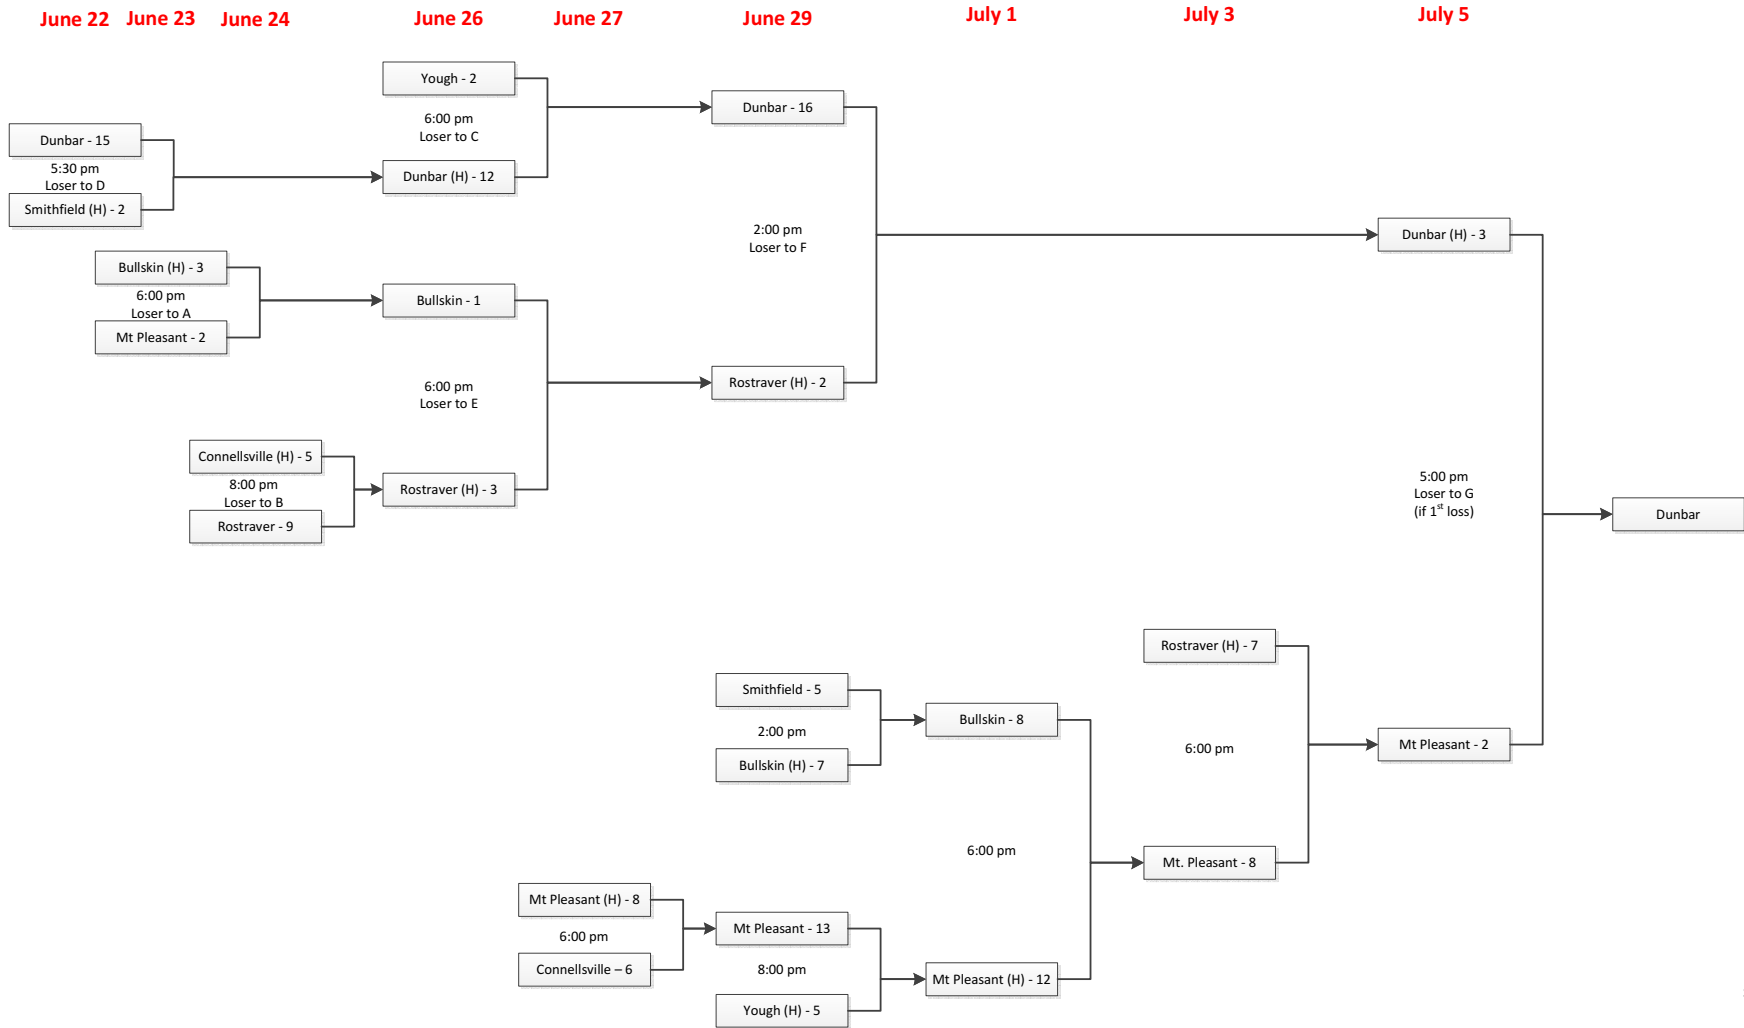 June 22 June 23 June 24 June 26 June 27 June 29 July 1 July 3 July 5
Yough - 2
6:00 pm
Loser to C
Dunbar (H) - 12
Dunbar - 15
5:30 pm
Loser to D
Smithfield (H) - 2
Bullskin (H) - 3
6:00 pm
Loser to A
Mt Pleasant - 2
Bullskin - 1
6:00 pm
Loser to E
Rostraver (H) - 3
Connellsville (H) - 5
8:00 pm
Loser to B
Rostraver - 9
Dunbar - 16
2:00 pm
Loser to F
Rostraver (H) - 2
Dunbar (H) - 3
5:00 pm
Loser to G
(if 1st loss)
Mt Pleasant - 2
Dunbar
Rostraver (H) - 7
6:00 pm
Mt. Pleasant - 8
Smithfield - 5
2:00 pm
Bullskin (H) - 7
Bullskin - 8
6:00 pm
Mt Pleasant (H) - 12
Mt Pleasant (H) - 8
6:00 pm
Connellsville – 6
Mt Pleasant - 13
8:00 pm
Yough (H) - 5